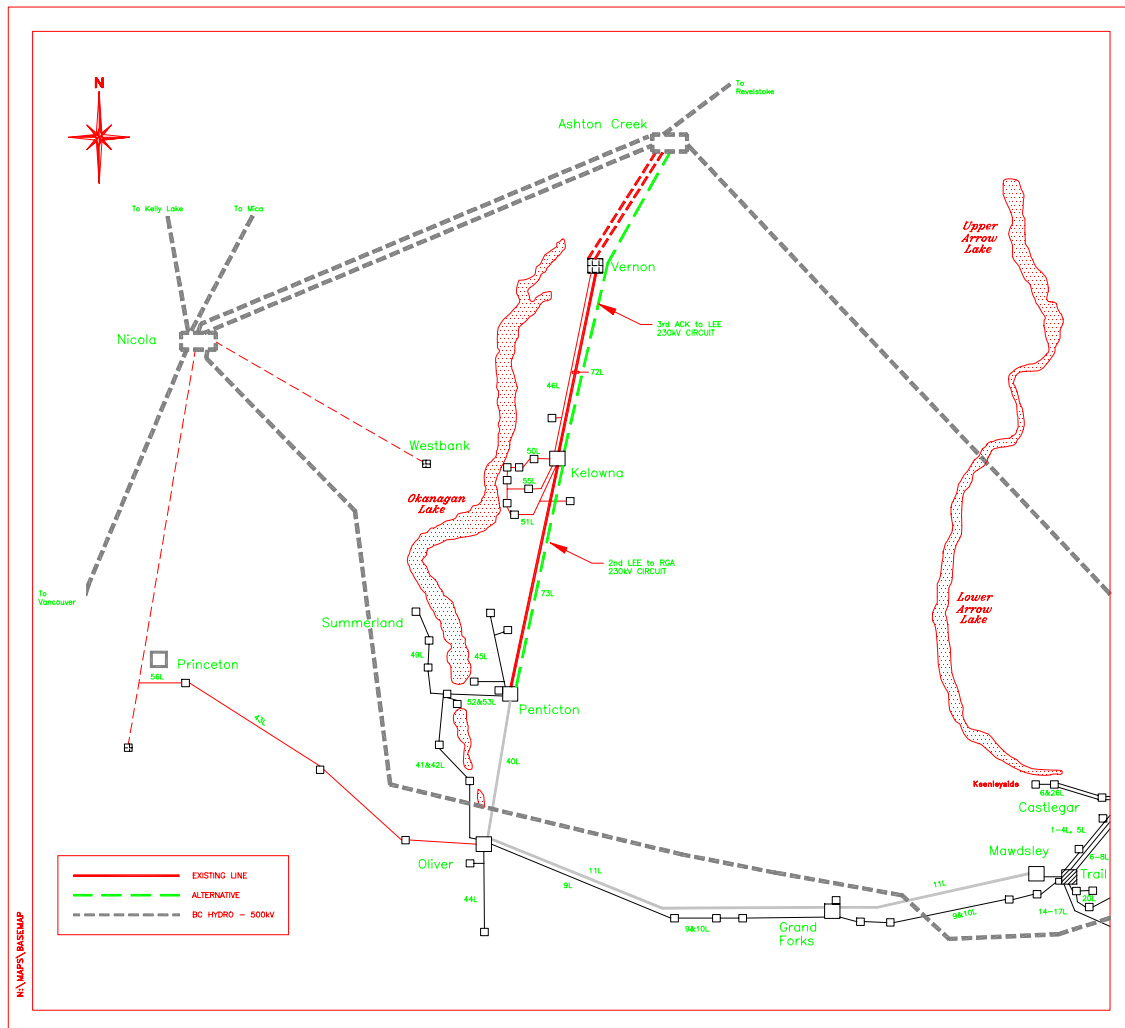 N
To
Revelstoke
Ashton Creek
To Kelly Lake
To Mica
Upper
Arrow
Lake
Vernon
3rd ACK to LEE
230kV CIRCUIT
Nicola
72L
46L
Westbank
50L
Kelowna
55L
Okanagan
Lake
51L
2nd LEE to RGA
230kV CIRCUIT
73L
To
Vancouver
Lower
Arrow
Lake
Summerland
49L
45L
Princeton
56L
52&53L
Penticton
43L
41&42L
40L
Keenleyside
6&26L
Castlegar
1-4L, 5L
Mawdsley
6-8L
Oliver
Trail
11L
9L
11L
20L
44L
9&10L
Grand
Forks
9&10L
14-17L
EXISTING LINE
ALTERNATIVE
BC HYDRO - 500kV
N:\MAPS\BASEMAP